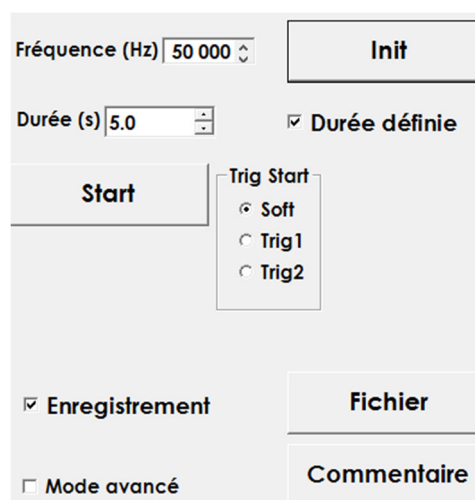 Fréquence (Hz) 50 000
Init
Durée (s) 5.0
Durée définie
Start
Trig Start
Soft
Trig1
Trig2
Enregistrement
Fichier
Mode avancé
Commentaire